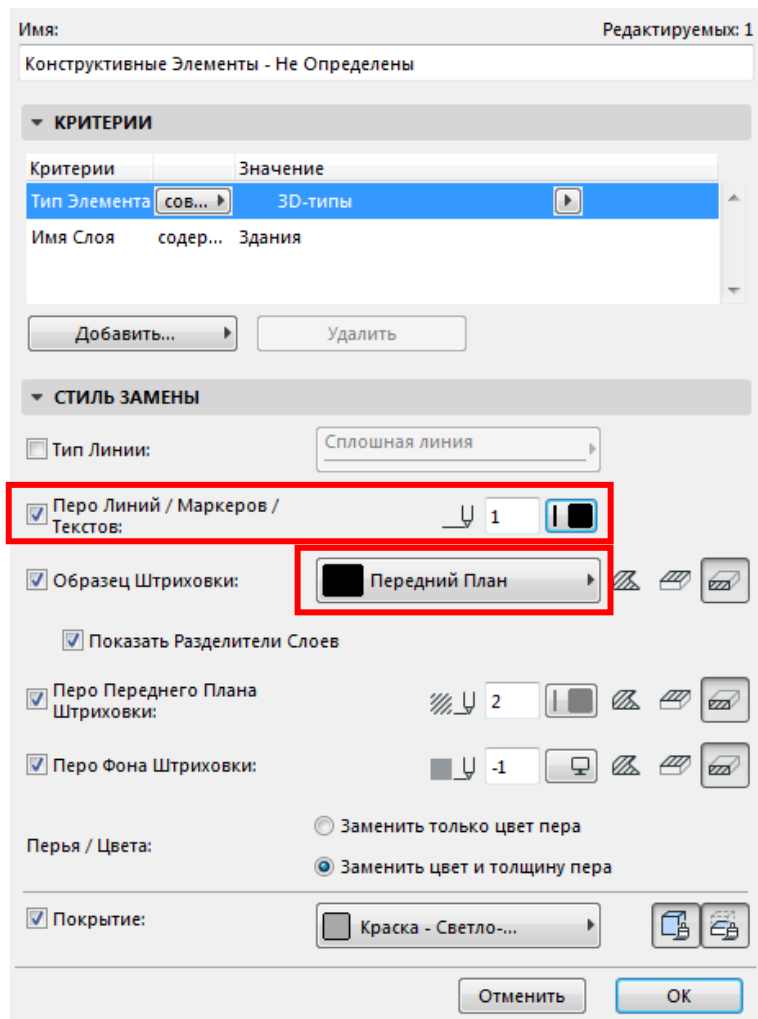 Имя: Редактируемых: 1
Конструктивные Элементы - Не Определены
КРИТЕРИИ
Критерии Значение
Тип Элемента сов... 3D-типы
Имя Слоя содер... Здания
Добавить... Удалить
СТИЛЬ ЗАМЕНЫ
Тип Линии: Сплошная линия
Перо Линий / Маркеров /
Текстов: 1
Образец Штриховки: Передний План
Показать Разделители Слоев
Перо Переднего Плана
Штриховки: 2
Перо Фона Штриховки: -1
Заменить только цвет пера
Перья / Цвета:
Заменить цвет и толщину пера
Покрытие: Краска - Светло-...
Отменить OK